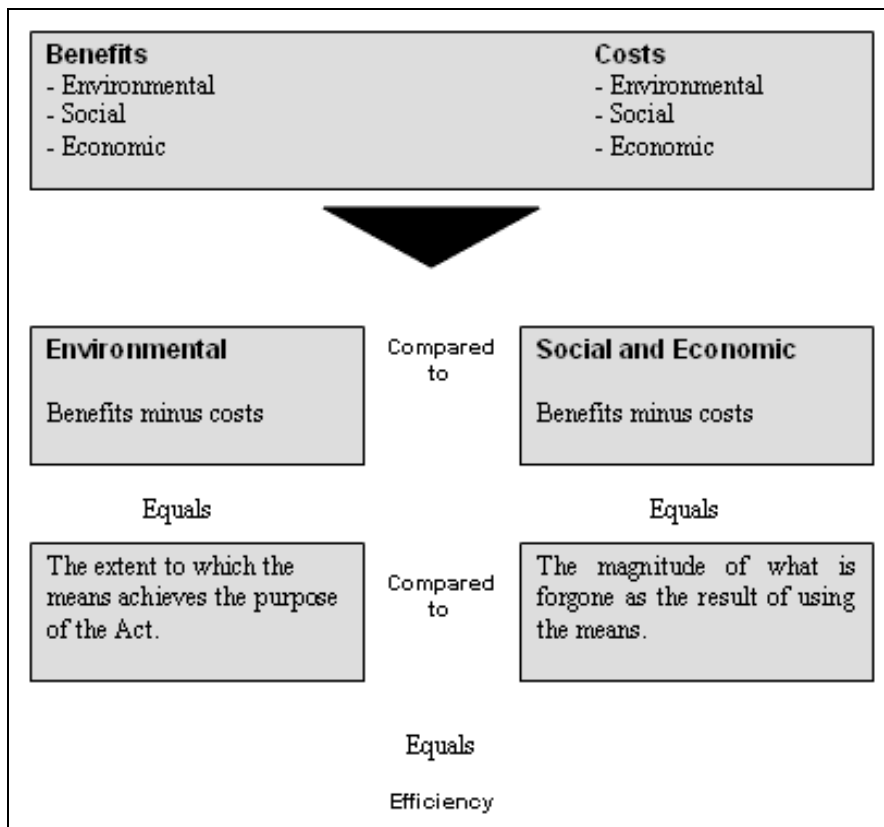 Benefits
- Environmental
- Social
- Economic
Costs
- Environmental
- Social
- Economic
Environmental
Benefits minus costs
Compared
to
Social and Economic
Benefits minus costs
Equals
Equals
The extent to which the
means achieves the purpose
of the Act.
Compared
to
The magnitude of what is
forgone as the result of using
the means.
Equals
Efficiency